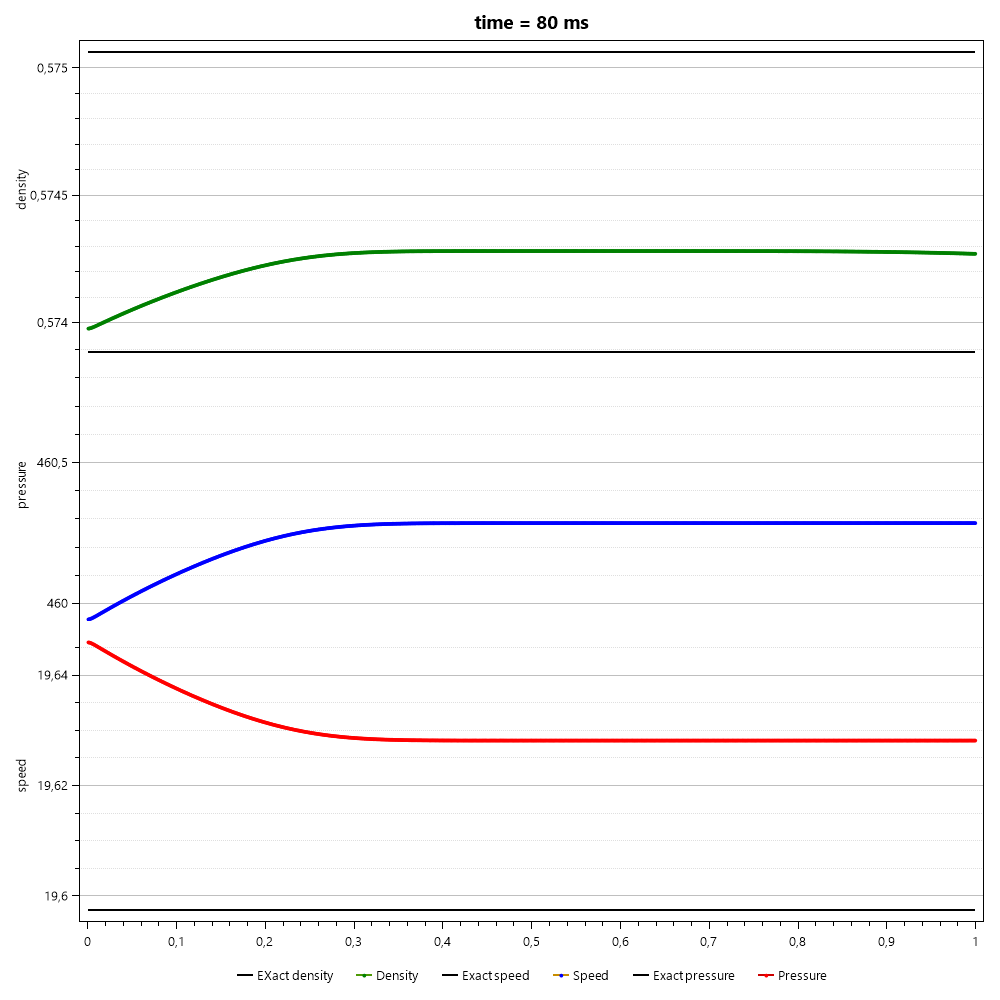 time = 80 ms
density
0,575
0,5745
0,574
pressure
460,5
460
speed
19,64
19,62
19,6
0 0,1 0,2 0,3 0,4 0,5 0,6 0,7 0,8 0,9 1
EXact density Density Exact speed Speed Exact pressure Pressure